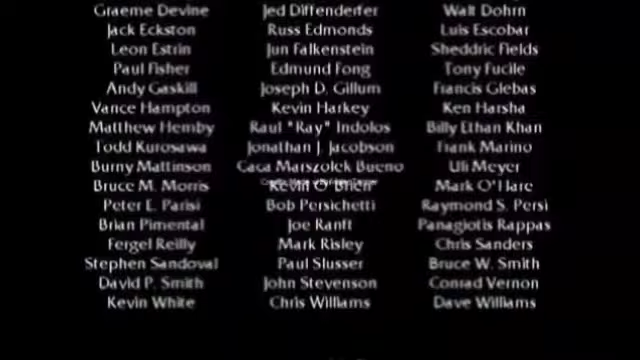 Graeme Devine Jed Diffenderfer Walt Dohrn
Jack Eckston Russ Edmonds Luis Escobar
Leon Estrin Jun Falkenstein Sheddric Fields
Paul Fisher Edmund Fong Tony Fucile
Andy Gaskill Joseph D. Gillum Francis Glebas
Vance Hampton Kevin Harkey Ken Harsha
Matthew Hemby Raul "Ray" Indolos Billy Ethan Khan
Todd Kurosawa Jonathan J. Jacobson Frank Marino
Burny Mattinson Gaca Marszolek Bueno Uli Meyer
Bruce M. Morris Kevin O'Brien Mark O'Hare
Peter L. Parisi Bob Persichetti Raymond S. Persi
Brian Pimental Joe Ranft Panagiotis Rappas
Fergel Reilly Mark Risley Chris Sanders
Stephen Sandoval Paul Slusser Bruce W. Smith
David P. Smith John Stevenson Conrad Vernon
Kevin White Chris Williams Dave Williams